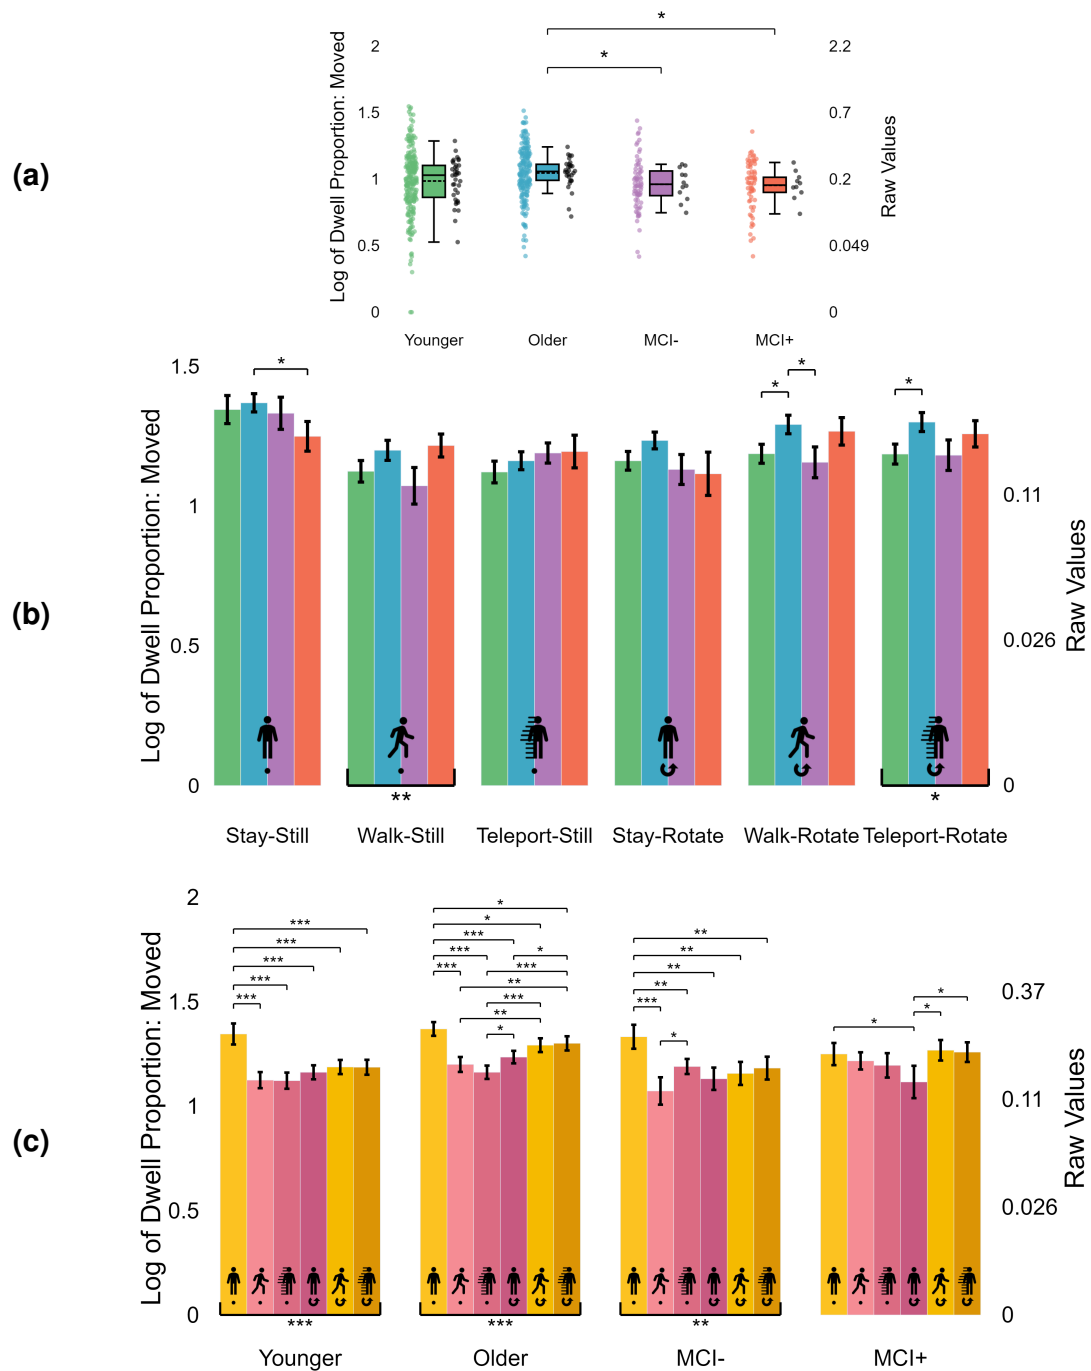 (a)
Log of Dwell Proportion: Moved
2
1.5
1
0.5
0
*
*
2.2
0.7
0.2
0.049
0
Raw Values
Younger
Older
MCI-
MCI+
(b)
Log of Dwell Proportion: Moved
1.5
1
0.5
0
*
*
*
*
0.11
0.026
0
Raw Values
**
*
Stay-Still
Walk-Still
Teleport-Still
Stay-Rotate
Walk-Rotate
Teleport-Rotate
(c)
Log of Dwell Proportion: Moved
2
1.5
1
0.5
0
***
***
***
***
***
*
*
***
***
*
***
***
**
***
**
*
**
**
**
**
***
*
*
*
*
0.37
0.11
0.026
0
Raw Values
***
***
**
Younger
Older
MCI-
MCI+